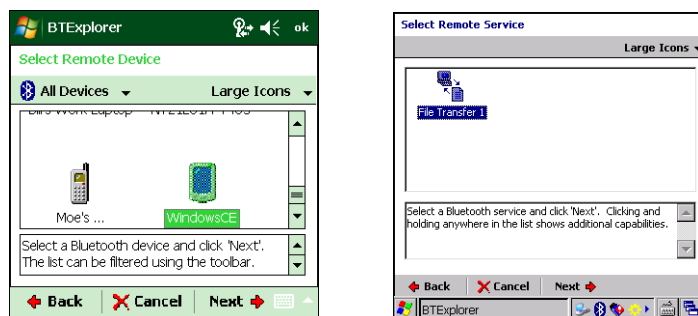 BTExplorer ok
Select Remote Device
All Devices Large Icons
Moe's ... WindowsCE
Select a Bluetooth device and click 'Next'.
The list can be filtered using the toolbar.
Back Cancel Next
Select Remote Service
Large Icons
File Transfer 1
Select a Bluetooth service and click 'Next'. Clicking and
holding anywhere in the list shows additional capabilities.
Back Cancel Next
BTExplorer